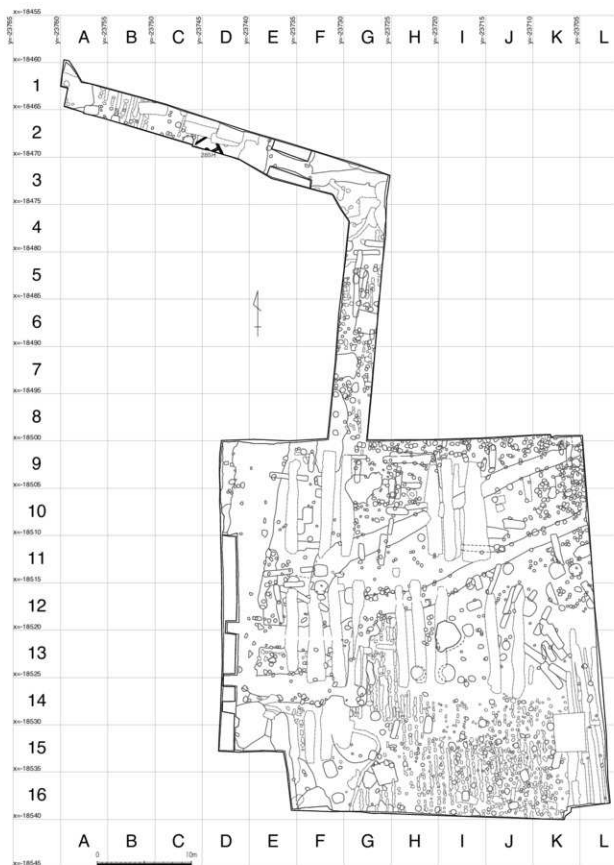 x=-18455
y=-23765 y=-23760 y=-23755 y=-23750 y=-23745 y=-23740 y=-23735 y=-23730 y=-23725 y=-23720 y=-23715 y=-23710 y=-23705
A B C D E F G H I J K L
x=-18460
1
x=-18465
2
x=-18470
3
x=-18475
4
x=-18480
5
x=-18485
6
x=-18490
7
x=-18495
8
x=-18500
9
x=-18505
10
x=-18510
11
x=-18515
12
x=-18520
13
x=-18525
14
x=-18530
15
x=-18535
16
x=-18540
A B C D E F G H I J K L
0 10m
x=-18545